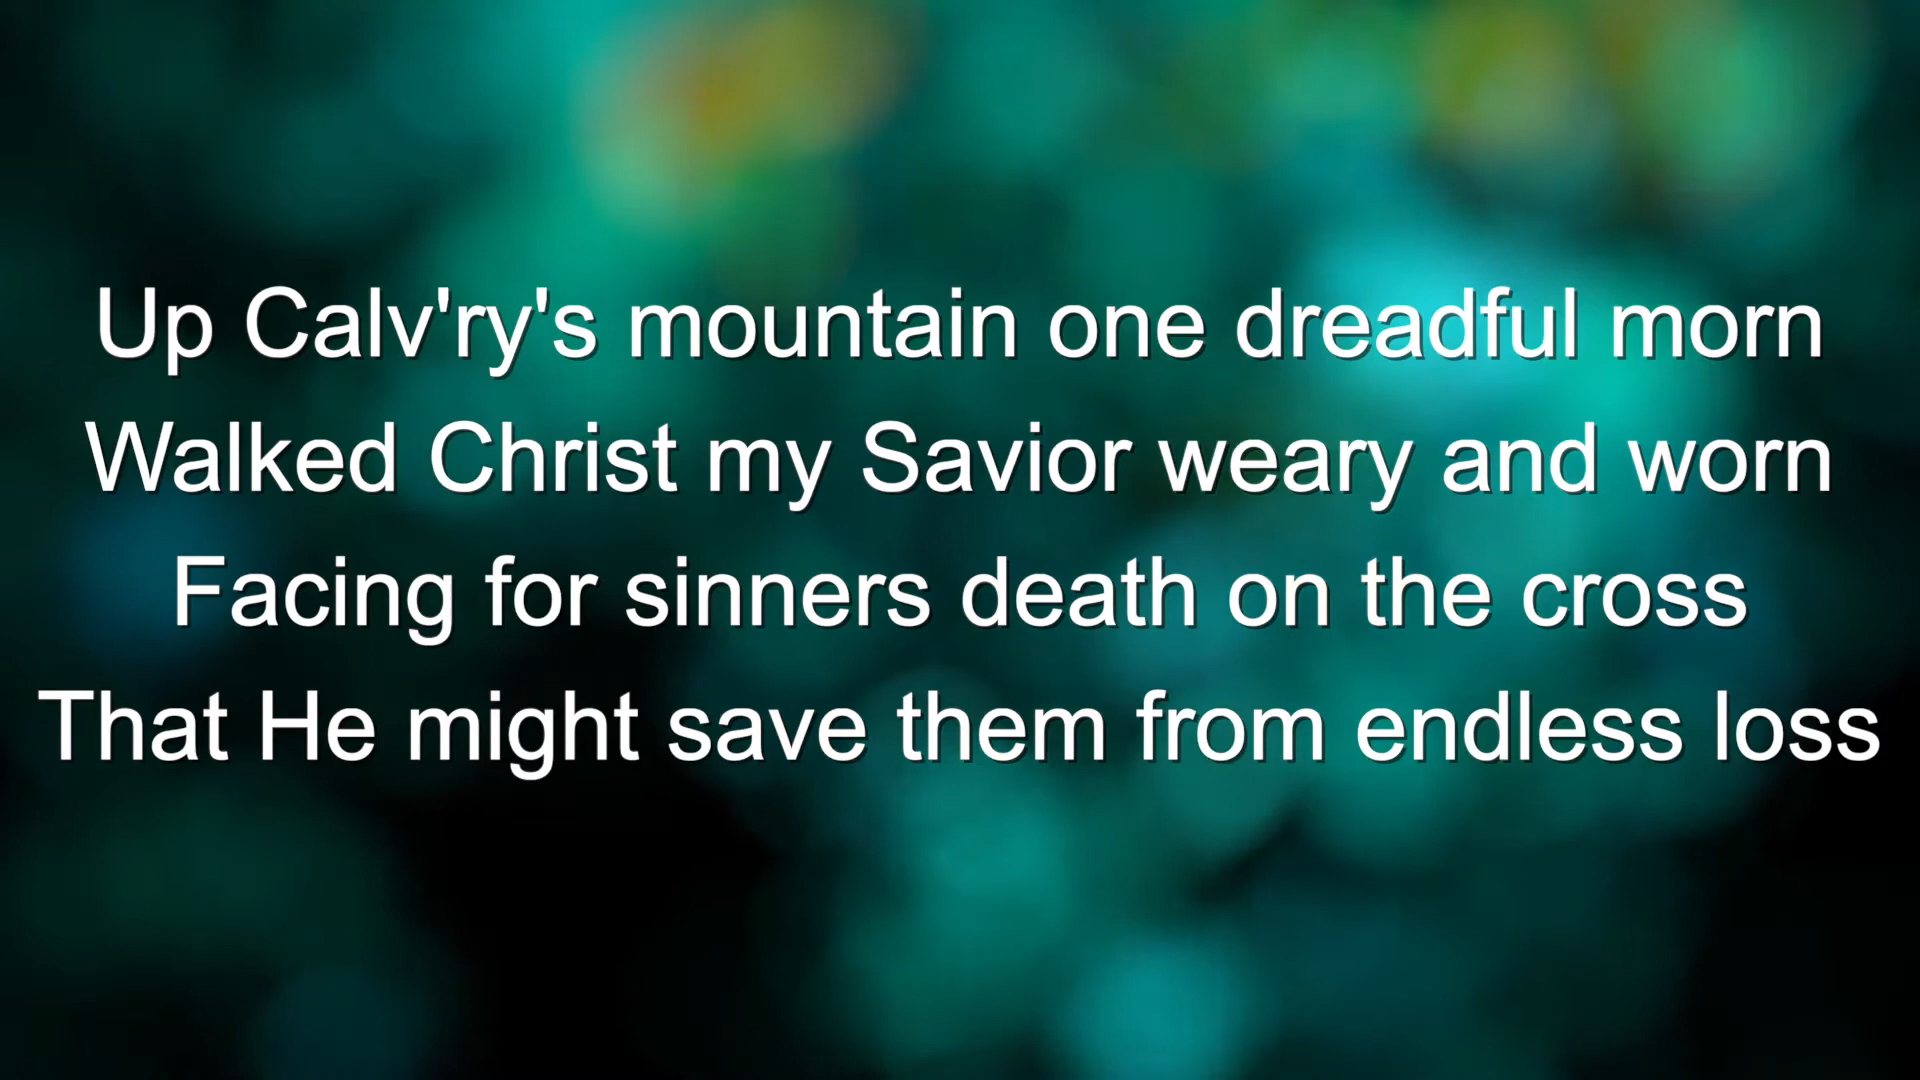 Up Calv'ry's mountain one dreadful morn
Walked Christ my Savior weary and worn
Facing for sinners death on the cross
That He might save them from endless loss